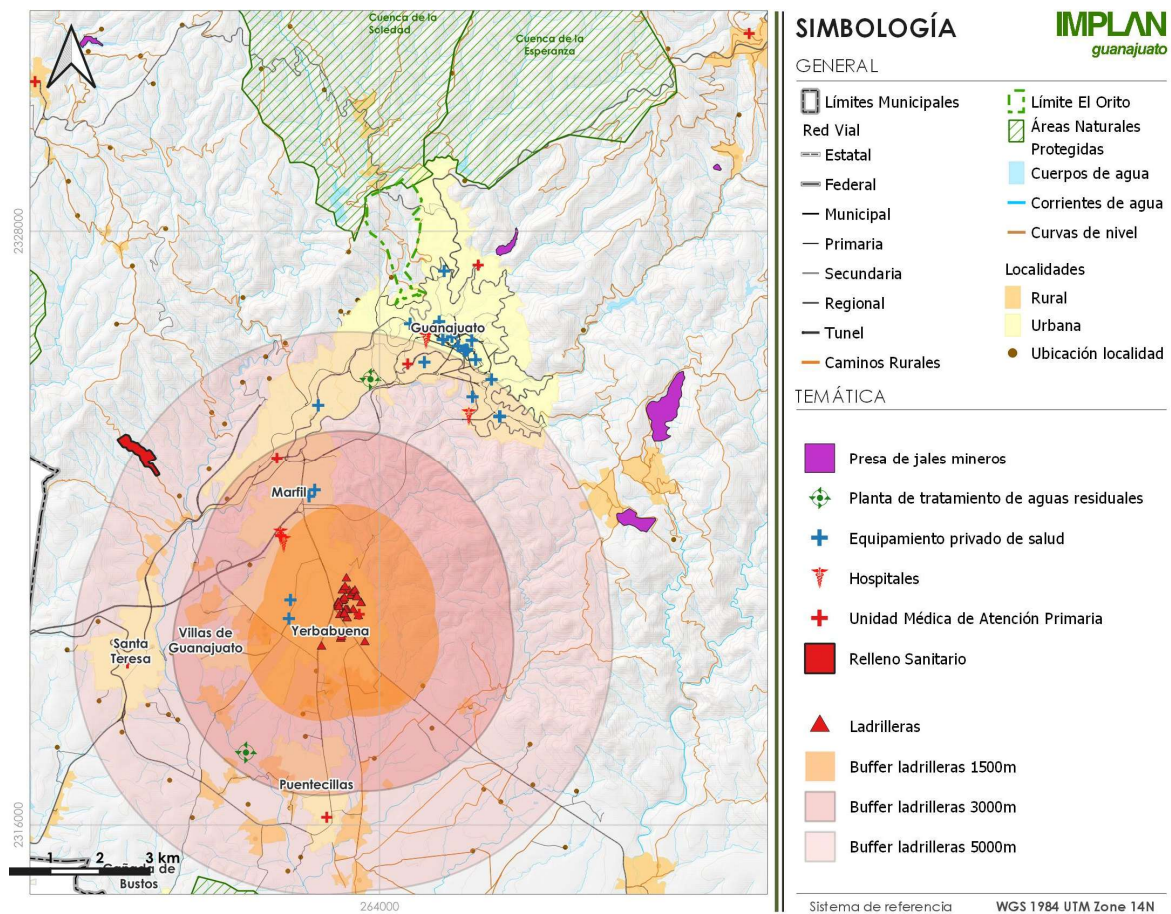 Cuenca de la
Soledad
Cuenca de la
Esperanza
2328000
Guanajuato
Marfil
Villas de
Guanajuato
Yerbabuena
Santa
Teresa
Puentecillas
2316000
1 2 3 km
Cañada de
Bustos
264000
SIMBOLOGÍA
IMPLAN
guanajuato
GENERAL
Límites Municipales
Red Vial
Estatal
Federal
Municipal
Primaria
Secundaria
Regional
Tunel
Caminos Rurales
Límite El Orito
Áreas Naturales
Protegidas
Cuerpos de agua
Corrientes de agua
Curvas de nivel
Localidades
Rural
Urbana
Ubicación localidad
TEMÁTICA
Presa de jales mineros
Planta de tratamiento de aguas residuales
Equipamiento privado de salud
Hospitales
Unidad Médica de Atención Primaria
Relleno Sanitario
Ladrilleras
Buffer ladrilleras 1500m
Buffer ladrilleras 3000m
Buffer ladrilleras 5000m
Sistema de referencia WGS 1984 UTM Zone 14N